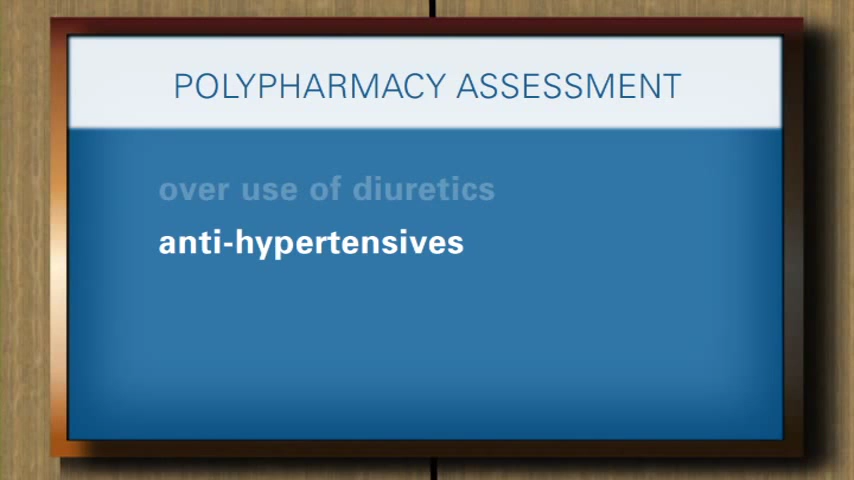 POLYPHARMACY ASSESSMENT
over use of diuretics
anti-hypertensives